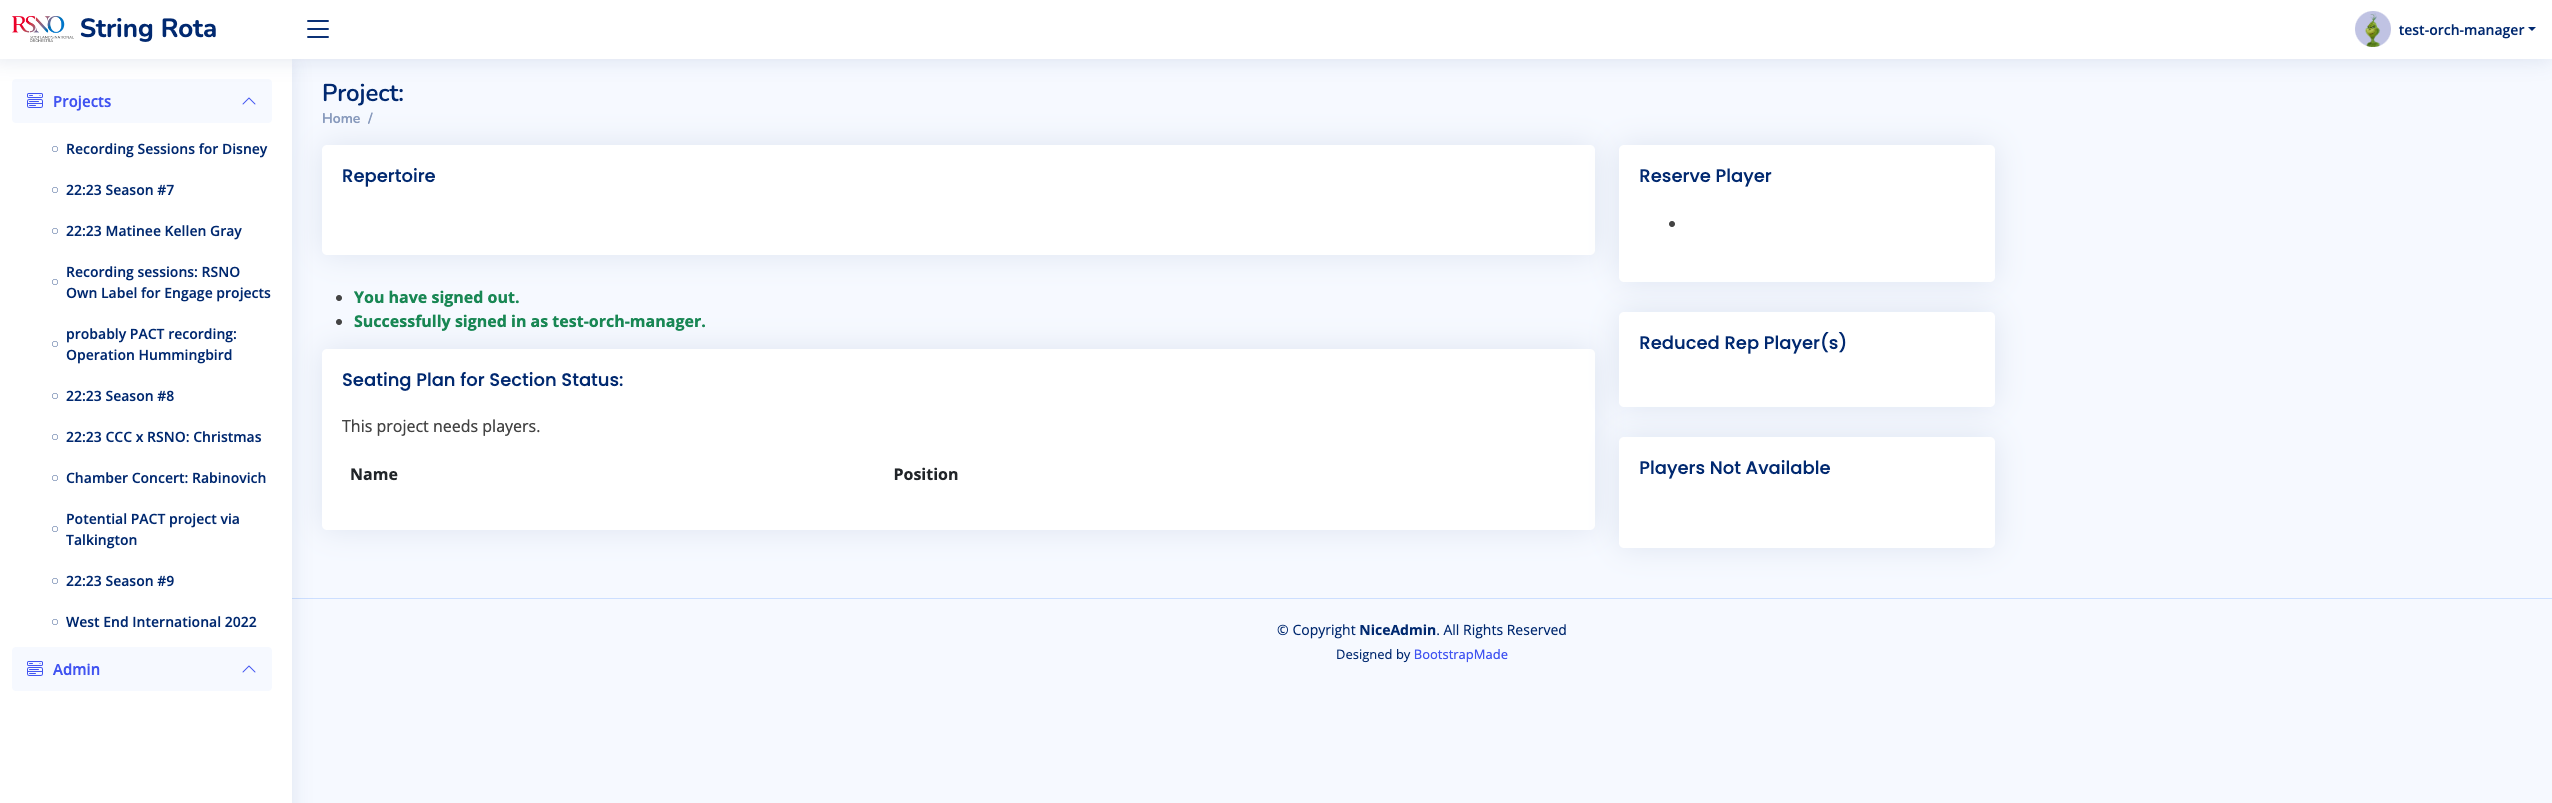 RSNO String Rota
test-orch-manager
Projects
Recording Sessions for Disney
22:23 Season #7
22:23 Matinee Kellen Gray
Recording sessions: RSNO
Own Label for Engage projects
probably PACT recording:
Operation Hummingbird
22:23 Season #8
22:23 CCC x RSNO: Christmas
Chamber Concert: Rabinovich
Potential PACT project via
Talkington
22:23 Season #9
West End International 2022
Admin
Project:
Home /
Repertoire
You have signed out.
Successfully signed in as test-orch-manager.
Seating Plan for Section Status:
This project needs players.
Name Position
Reserve Player
Reduced Rep Player(s)
Players Not Available
© Copyright NiceAdmin. All Rights Reserved
Designed by BootstrapMade